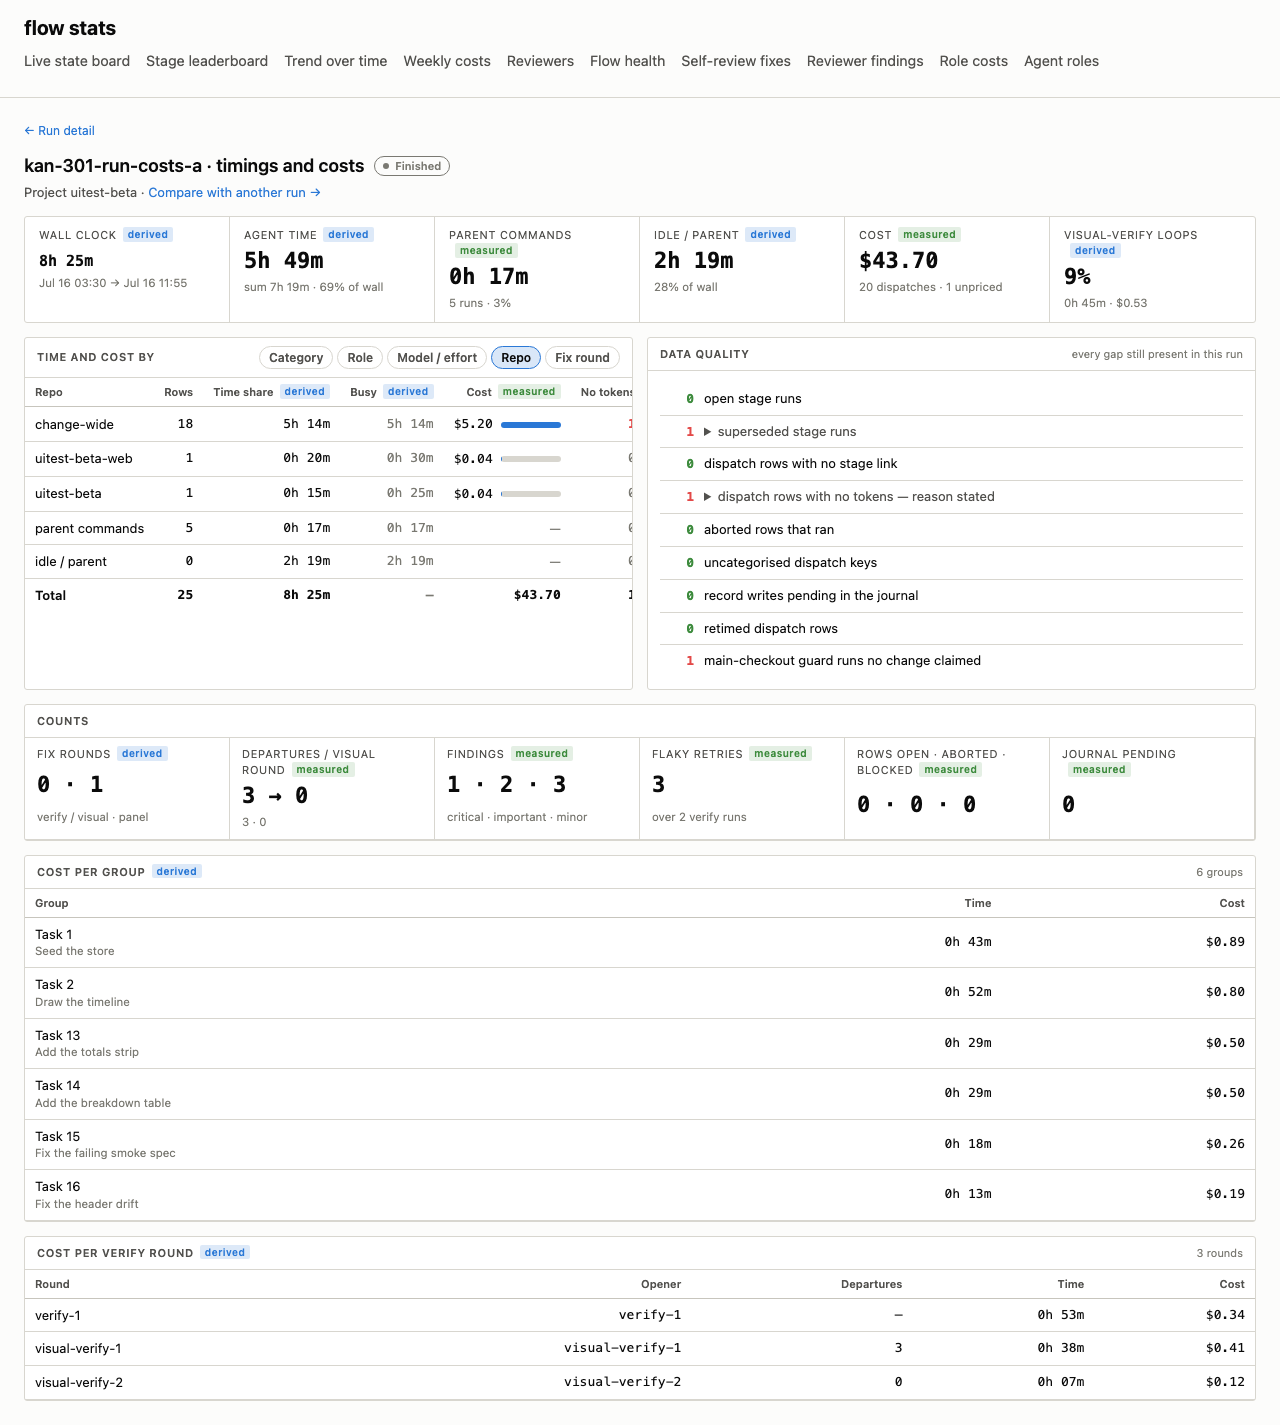 flow stats
Live state board Stage leaderboard Trend over time Weekly costs Reviewers Flow health Self-review fixes Reviewer findings Role costs Agent roles
← Run detail
kan-301-run-costs-a · timings and costs Finished
Project uitest-beta · Compare with another run →
WALL CLOCK derived
8h 25m
Jul 16 03:30 → Jul 16 11:55
AGENT TIME derived
5h 49m
sum 7h 19m · 69% of wall
PARENT COMMANDS
measured
0h 17m
5 runs · 3%
IDLE / PARENT derived
2h 19m
28% of wall
COST measured
$43.70
20 dispatches · 1 unpriced
VISUAL-VERIFY LOOPS
derived
9%
0h 45m · $0.53
TIME AND COST BY Category Role Model / effort Repo Fix round
Repo Rows Time share derived Busy derived Cost measured No tokens
change-wide 18 5h 14m 5h 14m $5.20
uitest-beta-web 1 0h 20m 0h 30m $0.04
uitest-beta 1 0h 15m 0h 25m $0.04
parent commands 5 0h 17m 0h 17m —
idle / parent 0 2h 19m 2h 19m —
Total 25 8h 25m — $43.70
DATA QUALITY every gap still present in this run
0 open stage runs
1 ▶ superseded stage runs
0 dispatch rows with no stage link
1 ▶ dispatch rows with no tokens — reason stated
0 aborted rows that ran
0 uncategorised dispatch keys
0 record writes pending in the journal
0 retimed dispatch rows
1 main-checkout guard runs no change claimed
COUNTS
FIX ROUNDS derived
0 · 1
verify / visual · panel
DEPARTURES / VISUAL
ROUND measured
3 → 0
3 · 0
FINDINGS measured
1 · 2 · 3
critical · important · minor
FLAKY RETRIES measured
3
over 2 verify runs
ROWS OPEN · ABORTED ·
BLOCKED measured
0 · 0 · 0
JOURNAL PENDING
measured
0
COST PER GROUP derived 6 groups
Group Time Cost
Task 1
Seed the store
0h 43m $0.89
Task 2
Draw the timeline
0h 52m $0.80
Task 13
Add the totals strip
0h 29m $0.50
Task 14
Add the breakdown table
0h 29m $0.50
Task 15
Fix the failing smoke spec
0h 18m $0.26
Task 16
Fix the header drift
0h 13m $0.19
COST PER VERIFY ROUND derived 3 rounds
Round Opener Departures Time Cost
verify-1 verify-1 — 0h 53m $0.34
visual-verify-1 visual-verify-1 3 0h 38m $0.41
visual-verify-2 visual-verify-2 0 0h 07m $0.12